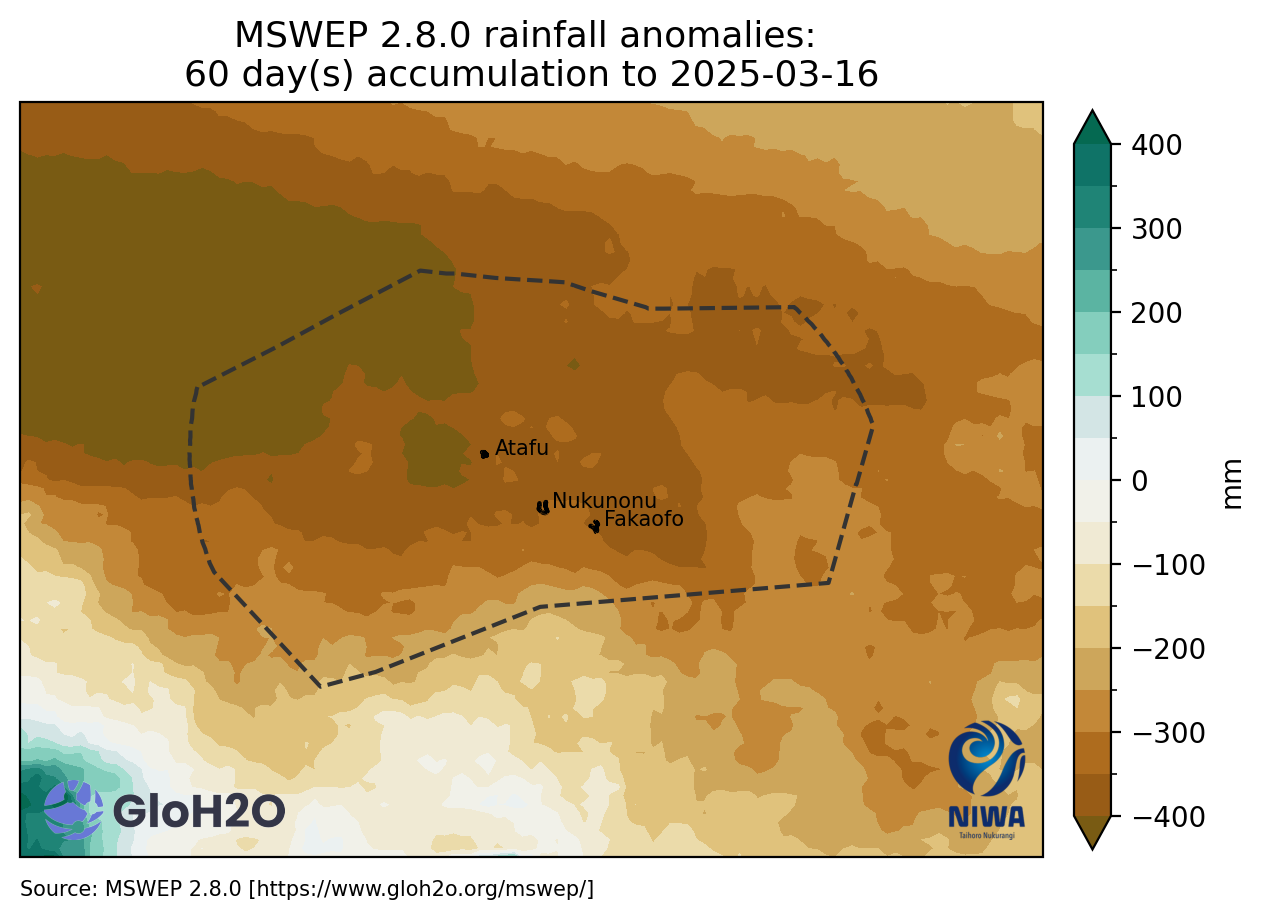 MSWEP 2.8.0 rainfall anomalies:
60 day(s) accumulation to 2025-03-16
400
300
200
100
0
−100
−200
−300
−400
mm
Atafu
Nukunonu
Fakaofo
GloH2O
NIWA
Taihoro Nukurangi
Source: MSWEP 2.8.0 [https://www.gloh2o.org/mswep/]